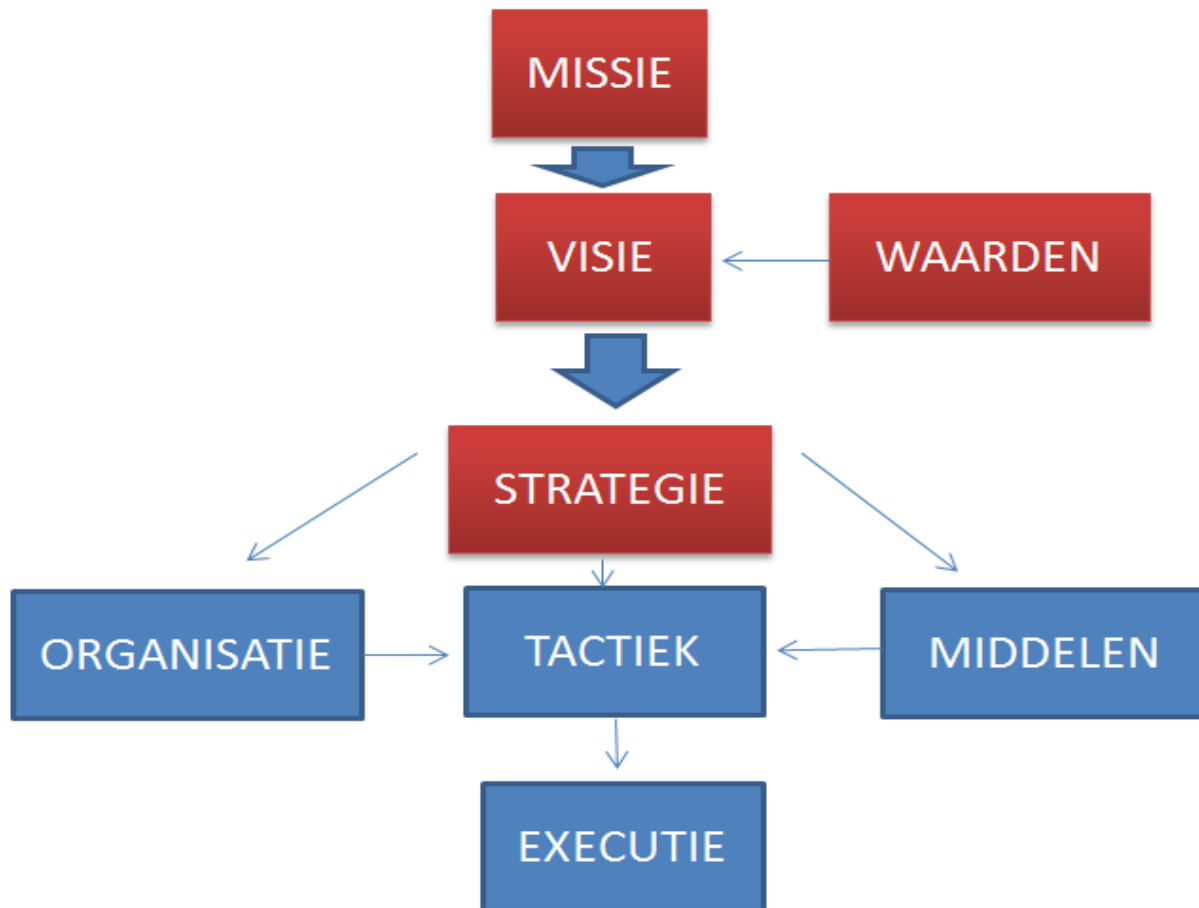 MISSIE
VISIE
WAARDEN
STRATEGIE
ORGANISATIE
TACTIEK
MIDDELEN
EXECUTIE